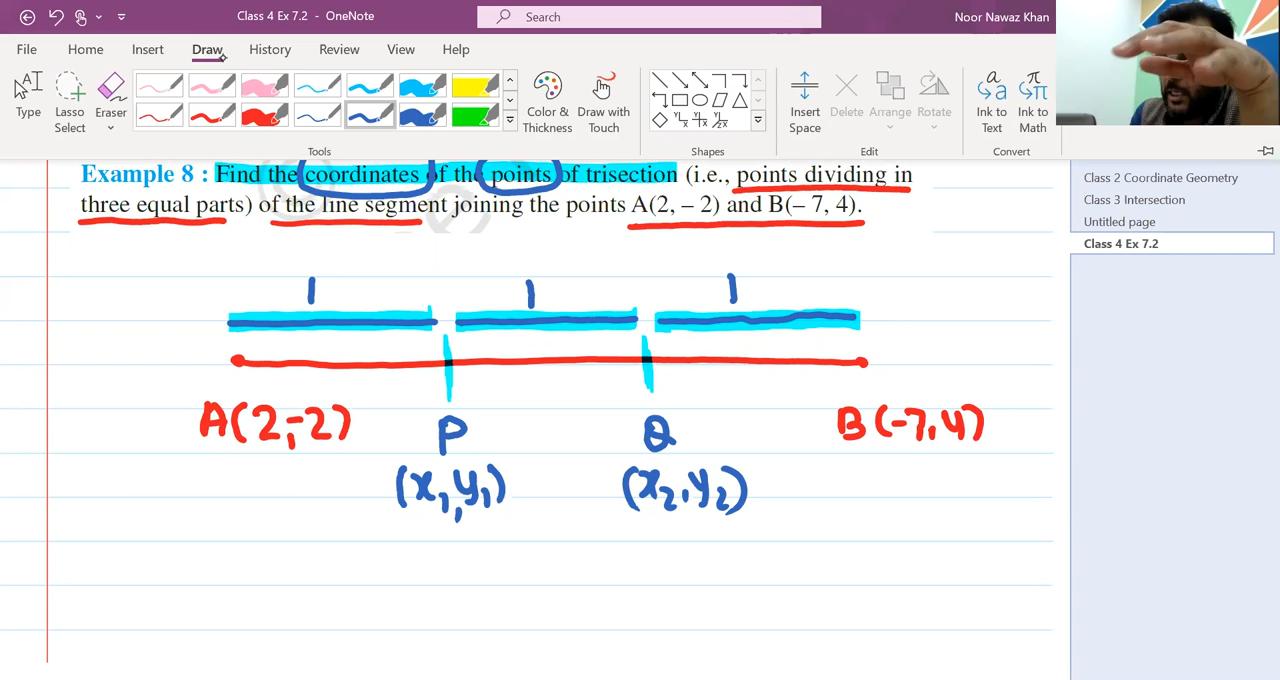 Class 4 Ex 7.2 - OneNote
Search
Noor Nawaz Khan
File Home Insert Draw History Review View Help
Type
Lasso Select
Eraser
Color & Thickness
Draw with Touch
Insert Space
Delete
Arrange
Rotate
Ink to Text
Ink to Math
Tools
Shapes
Edit
Convert
Class 2 Coordinate Geometry
Class 3 Intersection
Untitled page
Class 4 Ex 7.2
Example 8 : Find the coordinates of the points of trisection (i.e., points dividing in
three equal parts) of the line segment joining the points A(2, – 2) and B(– 7, 4).
1 1 1
A(2,-2) P Q B(-7,4)
(x₁,y₁) (x₂,y₂)